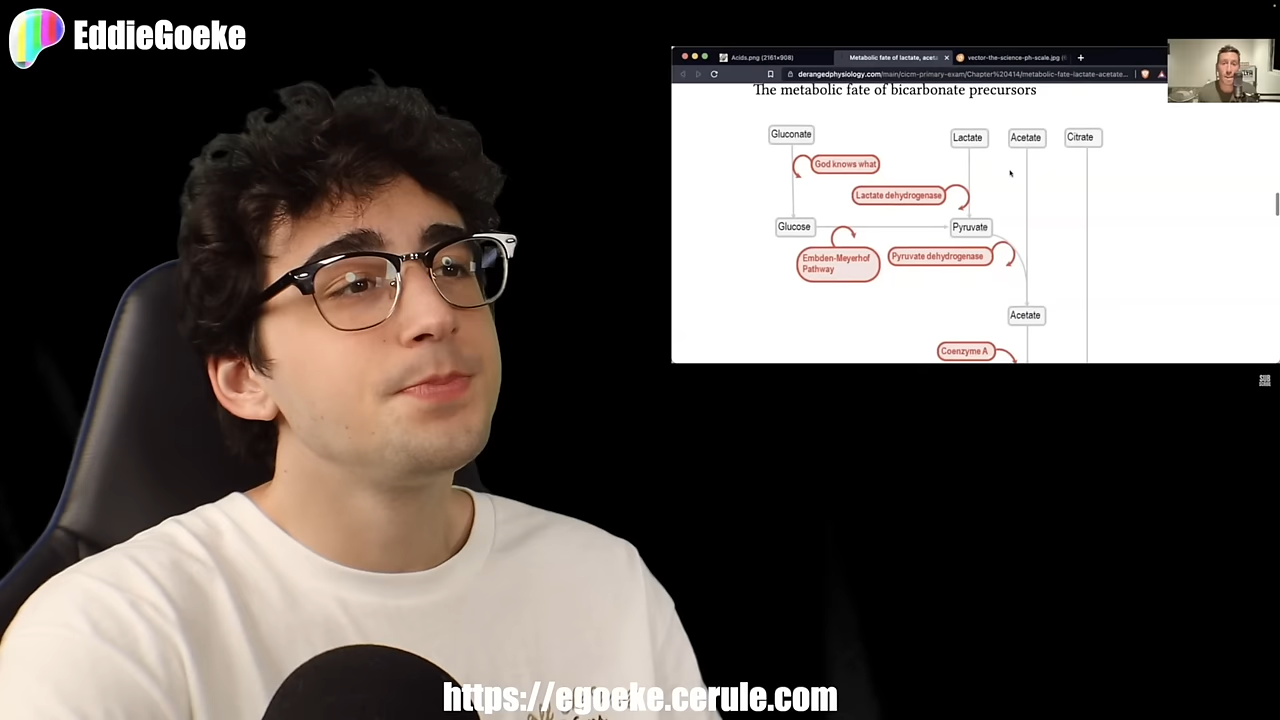 EddieGoeke
Acids.png (2161×908)
Metabolic fate of lactate, aceta
vector-the-science-ph-scale.jpg (
derangedphysiology.com/main/cicm-primary-exam/Chapter%20414/metabolic-fate-lactate-acetate...
The metabolic fate of bicarbonate precursors
Gluconate
Lactate
Acetate
Citrate
God knows what
Lactate dehydrogenase
Glucose
Pyruvate
Embden-Meyerhof
Pathway
Pyruvate dehydrogenase
Acetate
Coenzyme A
SUB
https://egoeke.cerule.com